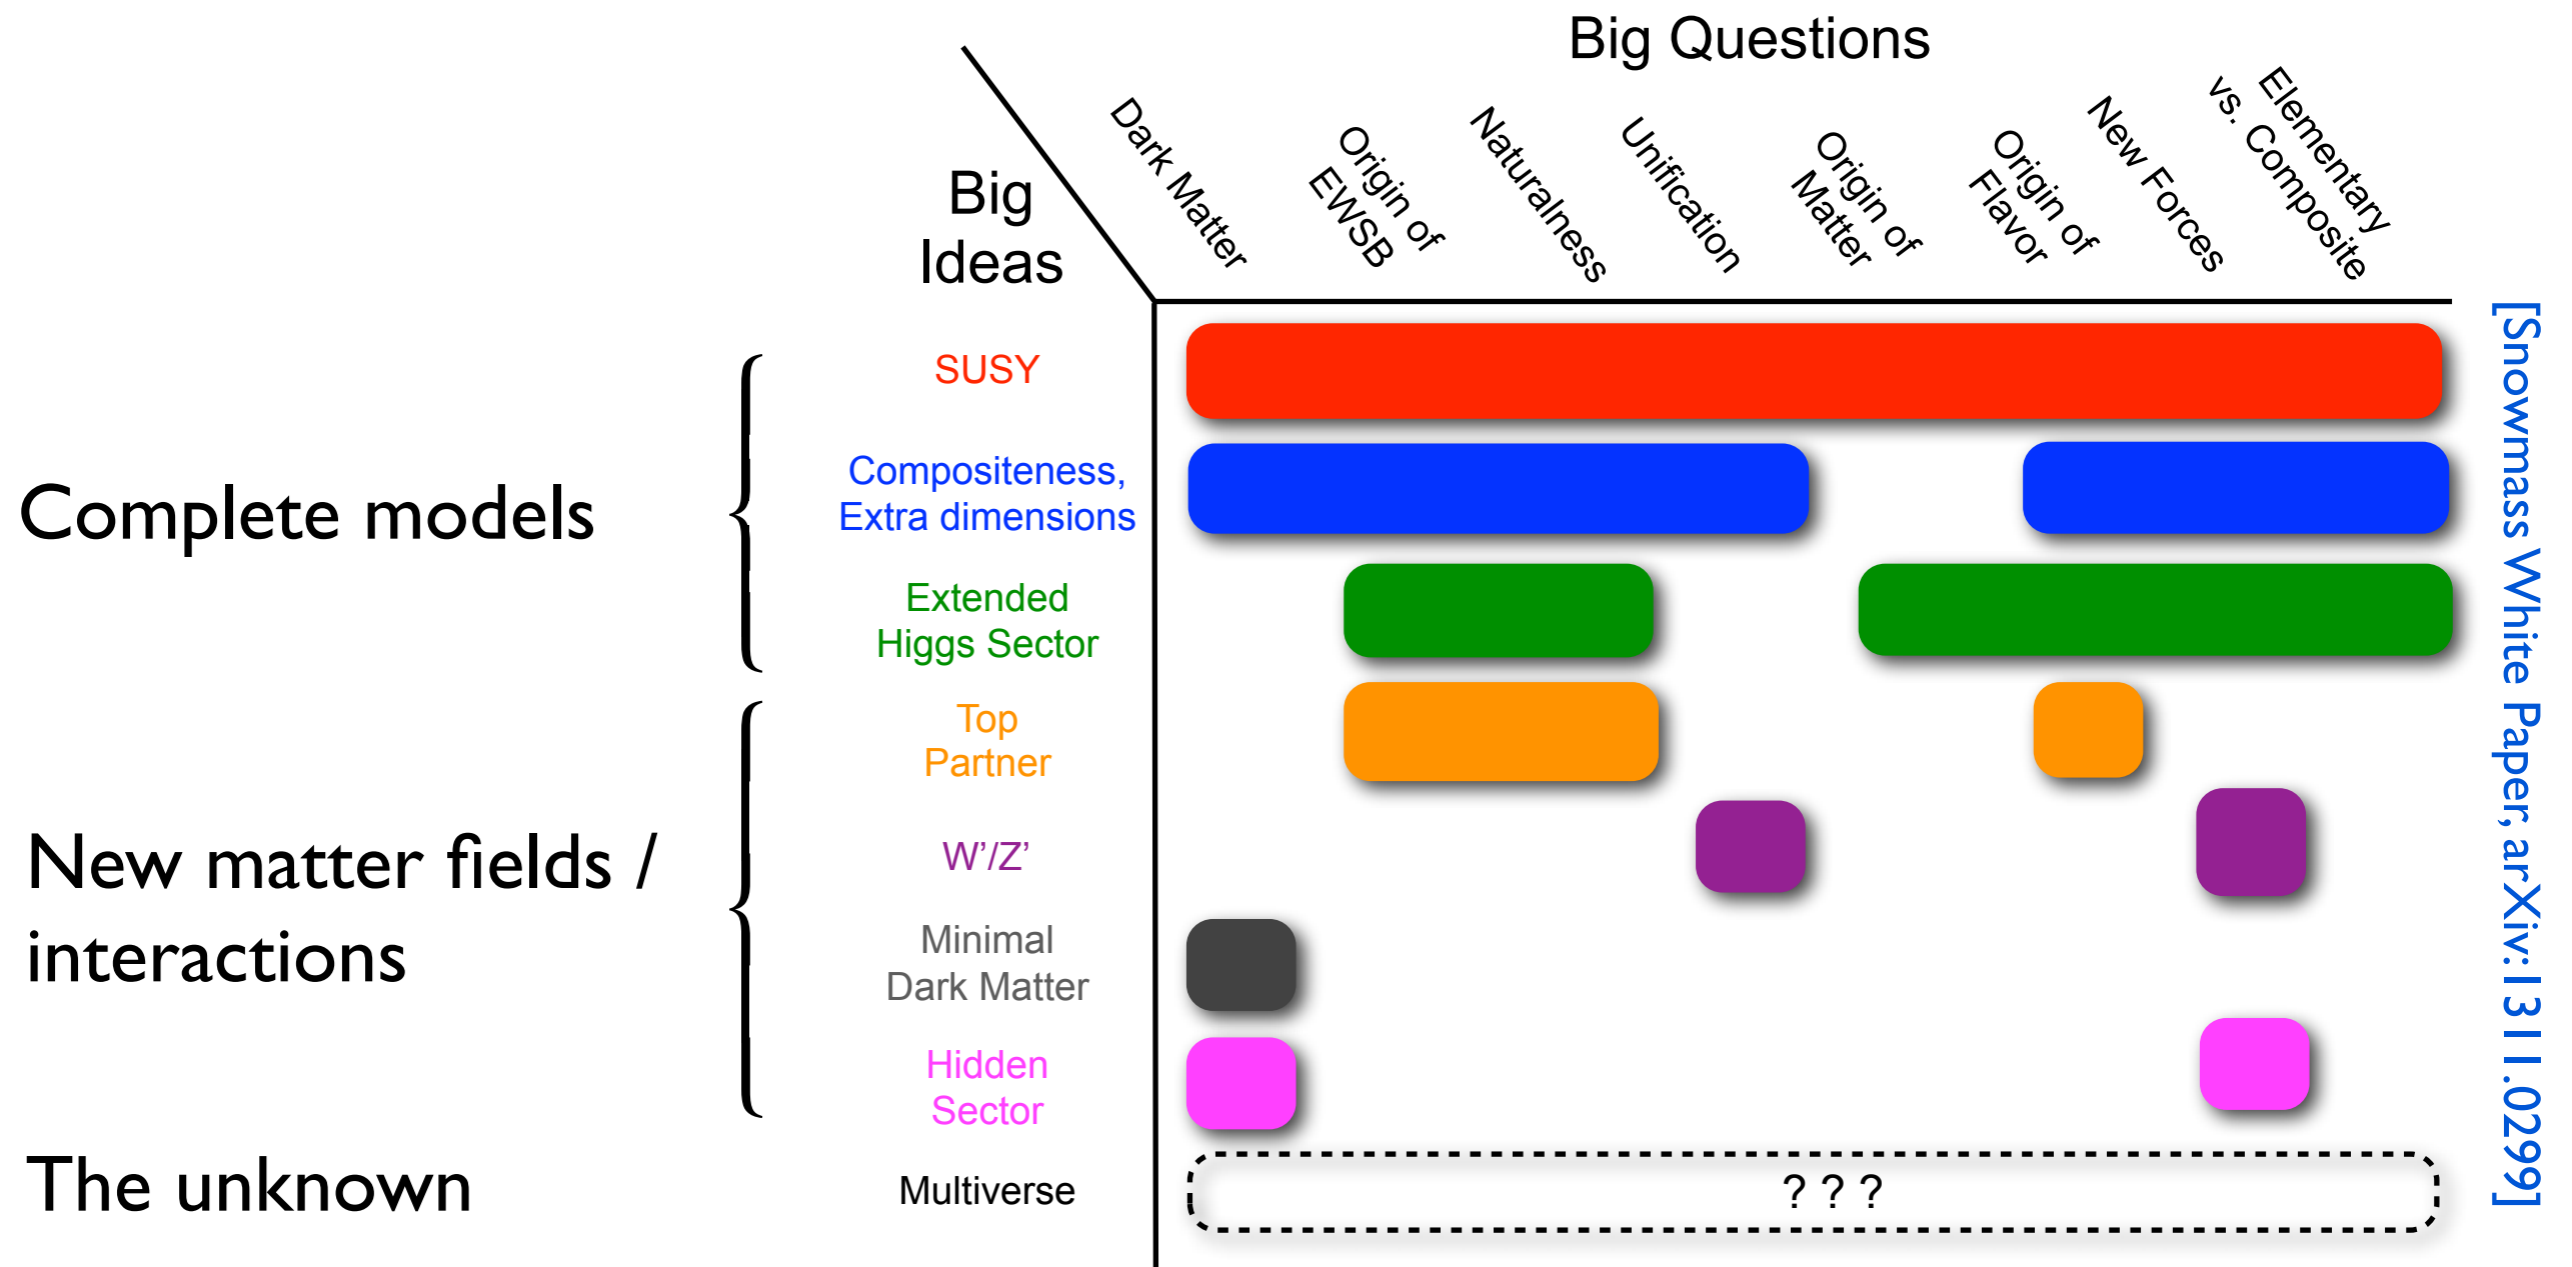 Big Questions
Big
Ideas
Dark Matter
Origin of
EWSB
Naturalness
Unification
Origin of
Matter
Origin of
Flavor
New Forces
Elementary
vs. Composite
Complete models
SUSY
Compositeness,
Extra dimensions
Extended
Higgs Sector
New matter fields /
interactions
Top
Partner
W’/Z’
Minimal
Dark Matter
Hidden
Sector
The unknown
Multiverse
? ? ?
[Snowmass White Paper, arXiv:1311.0299]